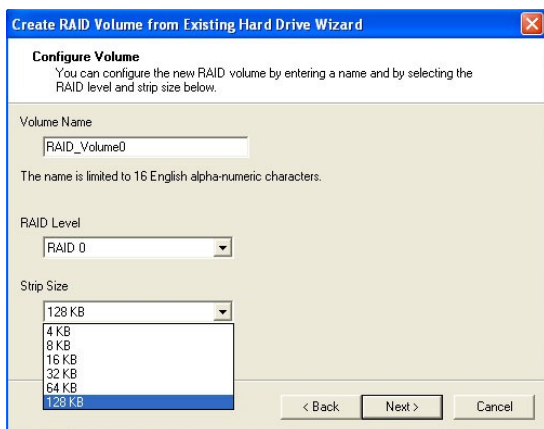 Create RAID Volume from Existing Hard Drive Wizard
Configure Volume
You can configure the new RAID volume by entering a name and by selecting the
RAID level and strip size below.
Volume Name
RAID_Volume0
The name is limited to 16 English alpha-numeric characters.
RAID Level
RAID 0
Strip Size
128 KB
4 KB
8 KB
16 KB
32 KB
64 KB
128 KB
< Back
Next >
Cancel